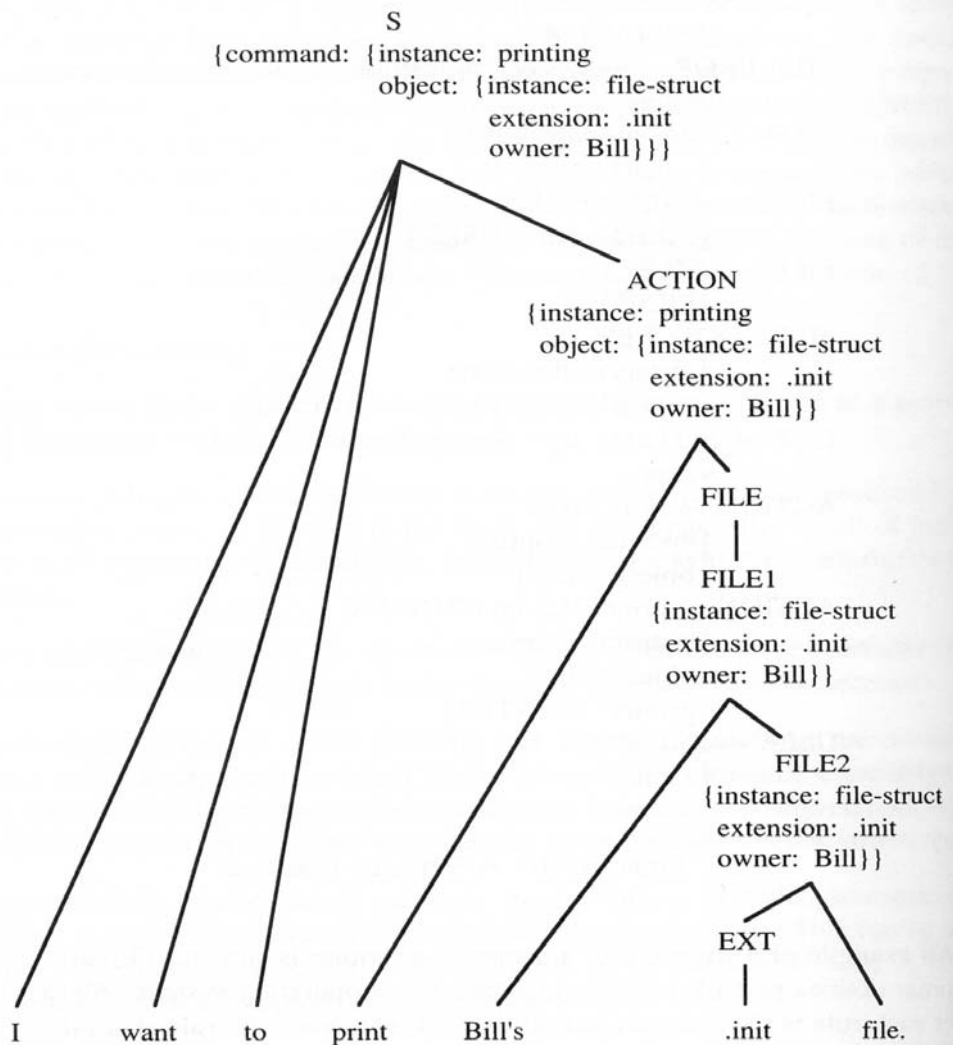 S
{command: {instance: printing
object: {instance: file-struct
extension: .init
owner: Bill}}}
ACTION
{instance: printing
object: {instance: file-struct
extension: .init
owner: Bill}}
FILE
FILE1
{instance: file-struct
extension: .init
owner: Bill}}
FILE2
{instance: file-struct
extension: .init
owner: Bill}}
EXT
I want to print Bill's .init file.